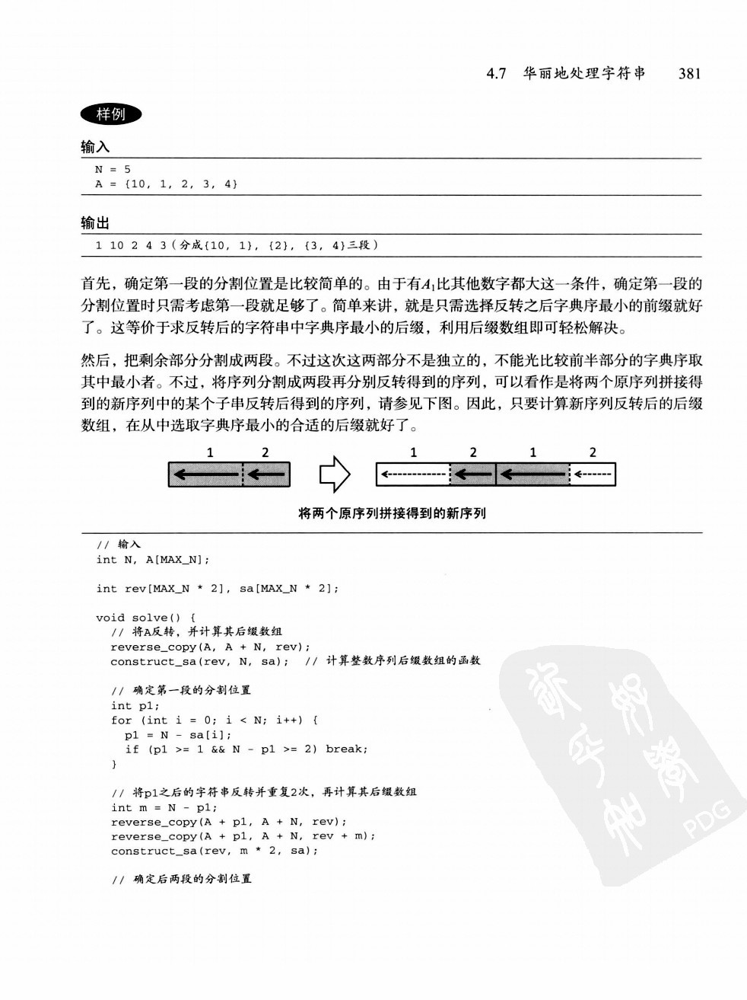 4.7 华丽地处理字符串 381
样例
输入
N = 5
A = {10, 1, 2, 3, 4}
输出
1 10 2 4 3（分成{10, 1}, {2}, {3, 4}三段）
首先，确定第一段的分割位置是比较简单的。由于有A₁比其他数字都大这一条件，确定第一段的
分割位置时只需考虑第一段就足够了。简单来讲，就是只需选择反转之后字典序最小的前缀就好
了。这等价于求反转后的字符串中字典序最小的后缀，利用后缀数组即可轻松解决。
然后，把剩余部分分割成两段。不过这次这两部分不是独立的，不能光比较前半部分的字典序取
其中最小者。不过，将序列分割成两段再分别反转得到的序列，可以看作是将两个原序列拼接得
到的新序列中的某个子串反转后得到的序列，请参见下图。因此，只要计算新序列反转后的后缀
数组，在从中选取字典序最小的合适的后缀就好了。
1 2 1 2 1 2
将两个原序列拼接得到的新序列
// 输入
int N, A[MAX_N];
int rev[MAX_N * 2], sa[MAX_N * 2];
void solve() {
// 将A反转，并计算其后缀数组
reverse_copy(A, A + N, rev);
construct_sa(rev, N, sa); // 计算整数序列后缀数组的函数
// 确定第一段的分割位置
int p1;
for (int i = 0; i < N; i++) {
p1 = N - sa[i];
if (p1 >= 1 && N - p1 >= 2) break;
}
// 将p1之后的字符串反转并重复2次，再计算其后缀数组
int m = N - p1;
reverse_copy(A + p1, A + N, rev);
reverse_copy(A + p1, A + N, rev + m);
construct_sa(rev, m * 2, sa);
// 确定后两段的分割位置
PDG